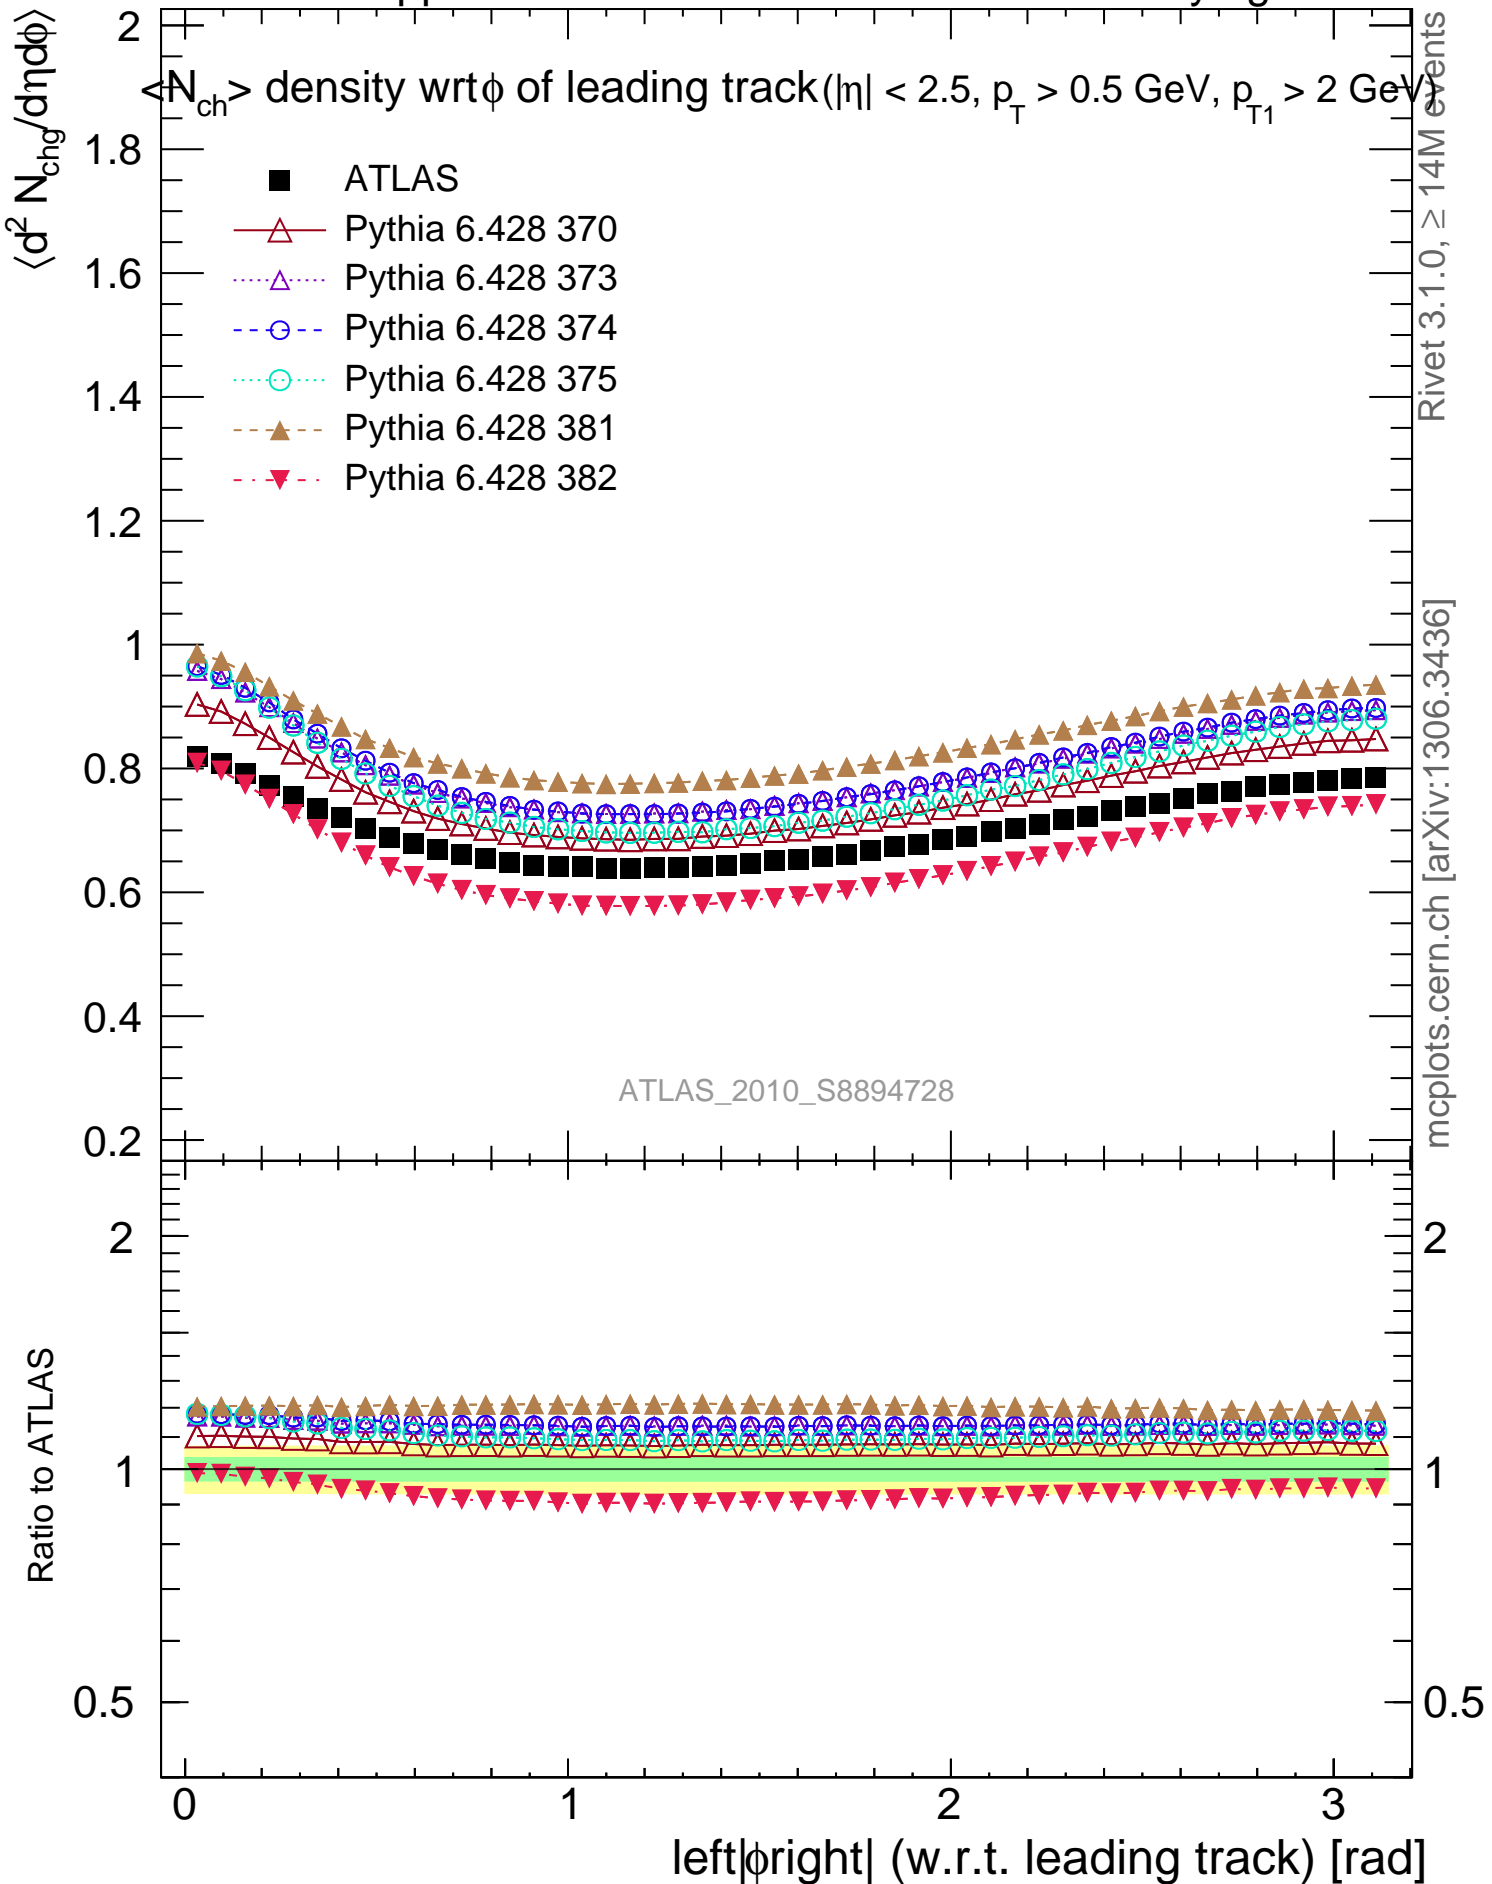 ⟨d² N_chg/dηdϕ⟩
<N_ch> density wrt ϕ of leading track (|η| < 2.5, p_T > 0.5 GeV, p_T1 > 2 GeV)
ATLAS
Pythia 6.428 370
Pythia 6.428 373
Pythia 6.428 374
Pythia 6.428 375
Pythia 6.428 381
Pythia 6.428 382
2
1.8
1.6
1.4
1.2
1
0.8
0.6
0.4
0.2
ATLAS_2010_S8894728
Rivet 3.1.0, ≥ 14M events
mcplots.cern.ch [arXiv:1306.3436]
Ratio to ATLAS
2
1
0.5
2
1
0.5
0 1 2 3
left|ϕright| (w.r.t. leading track) [rad]